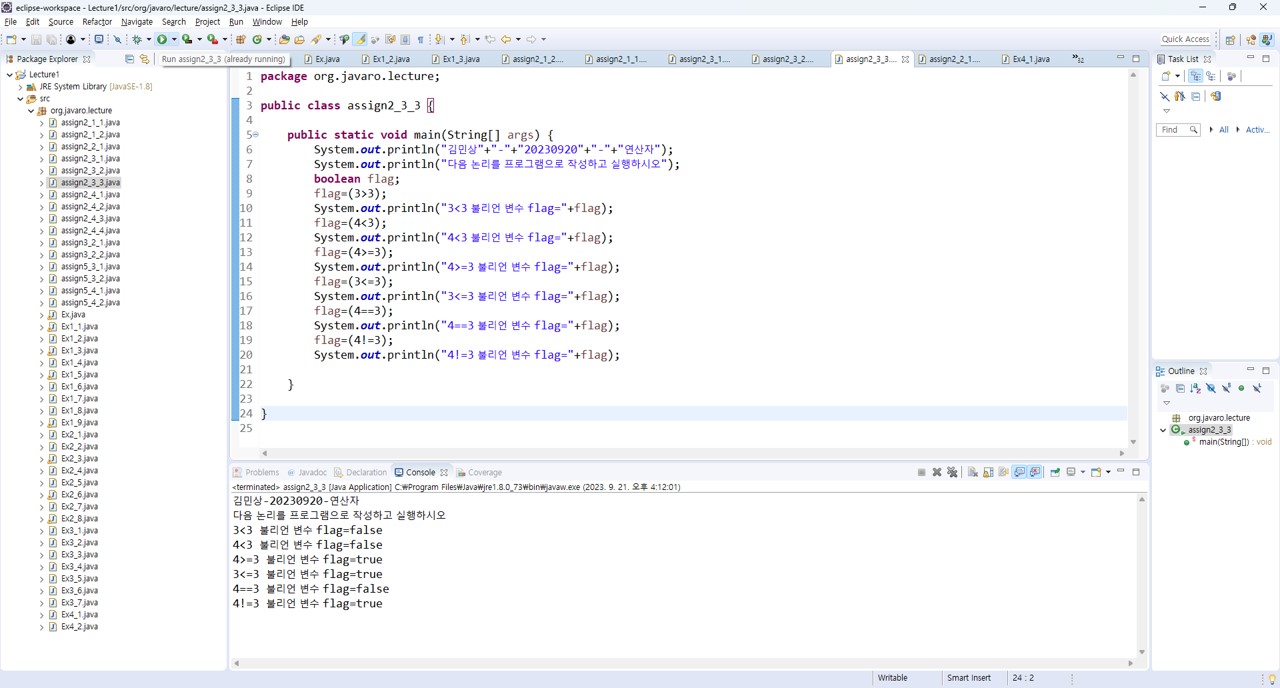 eclipse-workspace - Lecture1/src/org/javaro/lecture/assign2_3_3.java - Eclipse IDE
File Edit Source Refactor Navigate Search Project Run Window Help
Quick Access
Package Explorer
Run assign2_3_3 (already running)
Ex.java Ex1_2.java Ex1_3.java assign2_1_2.... assign2_1_1.... assign2_3_1.... assign2_3_2.... assign2_3_3.... assign2_2_1.... Ex4_1.java »32
Lecture1
JRE System Library [JavaSE-1.8]
src
org.javaro.lecture
assign2_1_1.java
assign2_1_2.java
assign2_2_1.java
assign2_3_1.java
assign2_3_2.java
assign2_3_3.java
assign2_4_1.java
assign2_4_2.java
assign2_4_3.java
assign2_4_4.java
assign3_2_1.java
assign3_2_2.java
assign5_3_1.java
assign5_3_2.java
assign5_4_1.java
assign5_4_2.java
Ex.java
Ex1_1.java
Ex1_2.java
Ex1_3.java
Ex1_4.java
Ex1_5.java
Ex1_6.java
Ex1_7.java
Ex1_8.java
Ex1_9.java
Ex2_1.java
Ex2_2.java
Ex2_3.java
Ex2_4.java
Ex2_5.java
Ex2_6.java
Ex2_7.java
Ex2_8.java
Ex3_1.java
Ex3_2.java
Ex3_3.java
Ex3_4.java
Ex3_5.java
Ex3_6.java
Ex3_7.java
Ex4_1.java
Ex4_2.java
1 package org.javaro.lecture;
2
3 public class assign2_3_3 {
4
5 public static void main(String[] args) {
6 System.out.println("김민상"+"-"+"20230920"+"-"+"연산자");
7 System.out.println("다음 논리를 프로그램으로 작성하고 실행하시오");
8 boolean flag;
9 flag=(3>3);
10 System.out.println("3<3 불리언 변수 flag="+flag);
11 flag=(4<3);
12 System.out.println("4<3 불리언 변수 flag="+flag);
13 flag=(4>=3);
14 System.out.println("4>=3 불리언 변수 flag="+flag);
15 flag=(3<=3);
16 System.out.println("3<=3 불리언 변수 flag="+flag);
17 flag=(4==3);
18 System.out.println("4==3 불리언 변수 flag="+flag);
19 flag=(4!=3);
20 System.out.println("4!=3 불리언 변수 flag="+flag);
21
22 }
23
24 }
25
Problems Javadoc Declaration Console Coverage
<terminated> assign2_3_3 [Java Application] C:₩Program Files₩Java₩jre1.8.0_73₩bin₩javaw.exe (2023. 9. 21. 오후 4:12:01)
김민상-20230920-연산자
다음 논리를 프로그램으로 작성하고 실행하시오
3<3 불리언 변수 flag=false
4<3 불리언 변수 flag=false
4>=3 불리언 변수 flag=true
3<=3 불리언 변수 flag=true
4==3 불리언 변수 flag=false
4!=3 불리언 변수 flag=true
Task List
Find All Activ...
Outline
org.javaro.lecture
assign2_3_3
main(String[]) : void
Writable Smart Insert 24 : 2